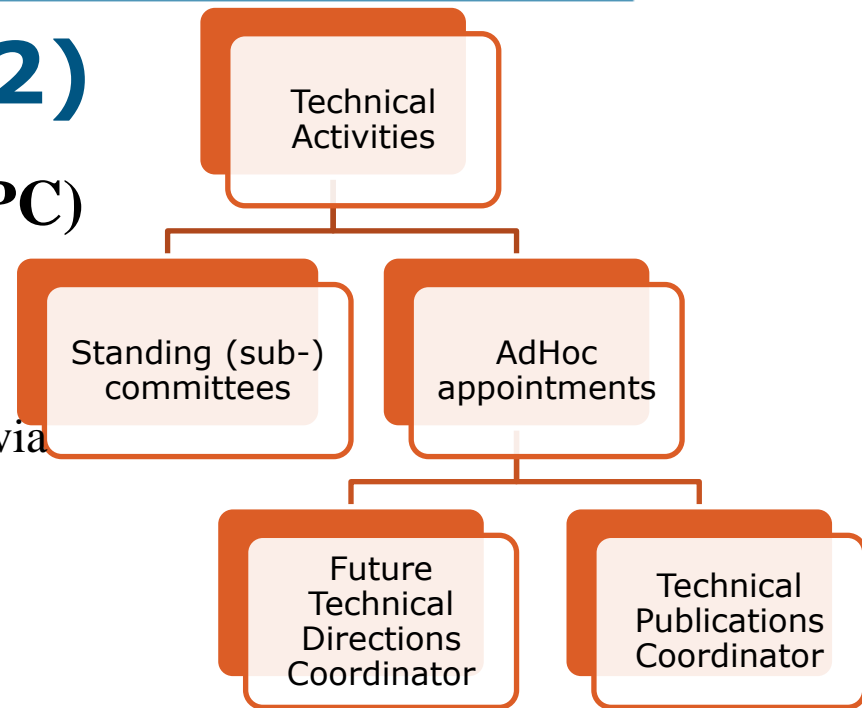 2)
PC)
via
Technical
Activities
Standing (sub-)
committees
AdHoc
appointments
Future
Technical
Directions
Coordinator
Technical
Publications
Coordinator